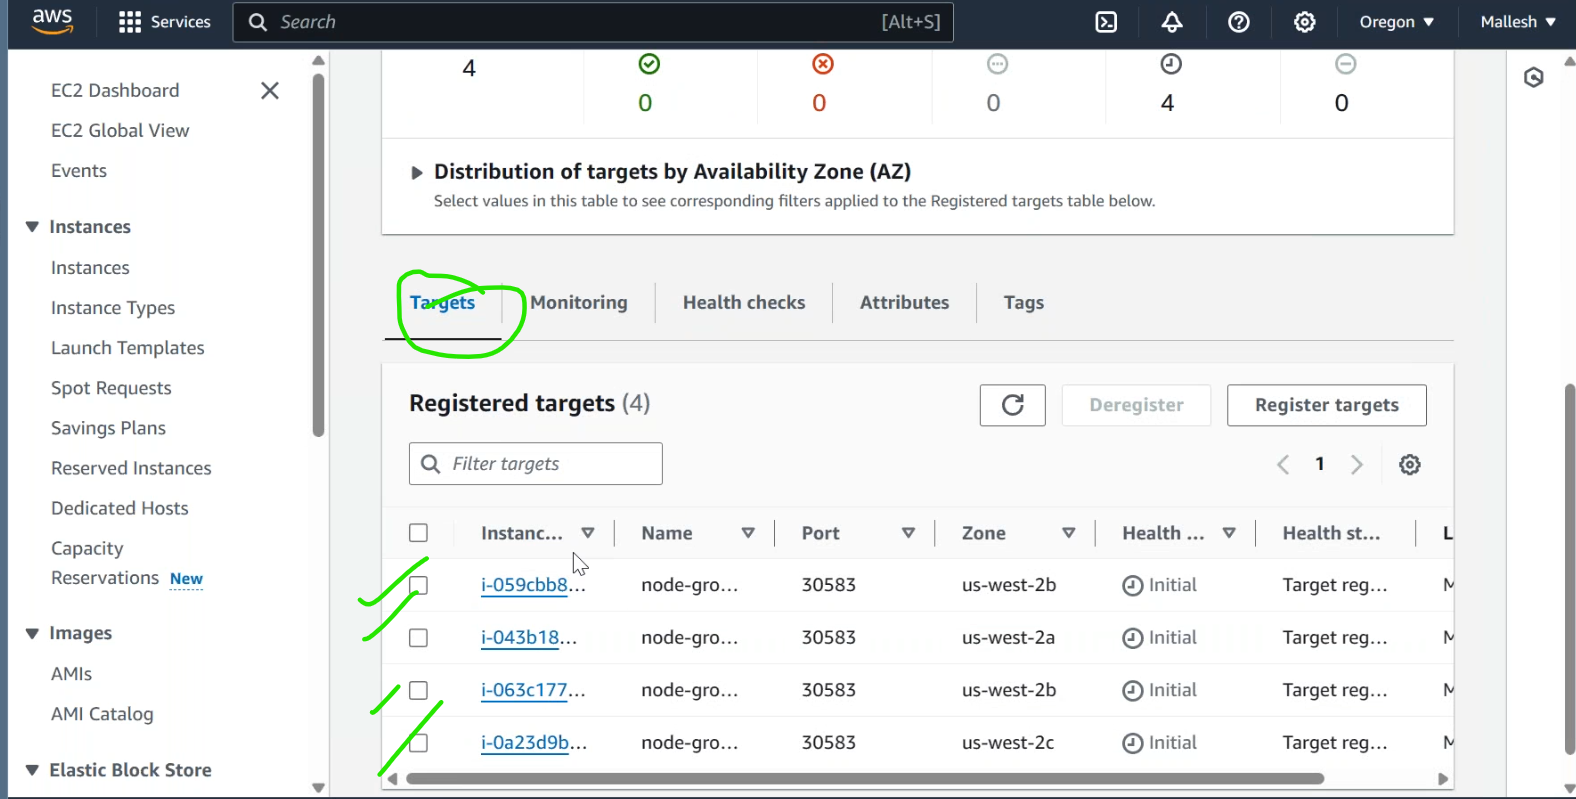 aws Services Search [Alt+S] Oregon Mallesh
EC2 Dashboard
EC2 Global View
Events
Instances
Instances
Instance Types
Launch Templates
Spot Requests
Savings Plans
Reserved Instances
Dedicated Hosts
Capacity
Reservations New
Images
AMIs
AMI Catalog
Elastic Block Store
4
0 0 0 4 0
Distribution of targets by Availability Zone (AZ)
Select values in this table to see corresponding filters applied to the Registered targets table below.
Targets Monitoring Health checks Attributes Tags
Registered targets (4) Deregister Register targets
Filter targets 1
Instanc... Name Port Zone Health ... Health st... L
i-059cbb8... node-gro... 30583 us-west-2b Initial Target reg...
i-043b18... node-gro... 30583 us-west-2a Initial Target reg...
i-063c177... node-gro... 30583 us-west-2b Initial Target reg...
i-0a23d9b... node-gro... 30583 us-west-2c Initial Target reg...